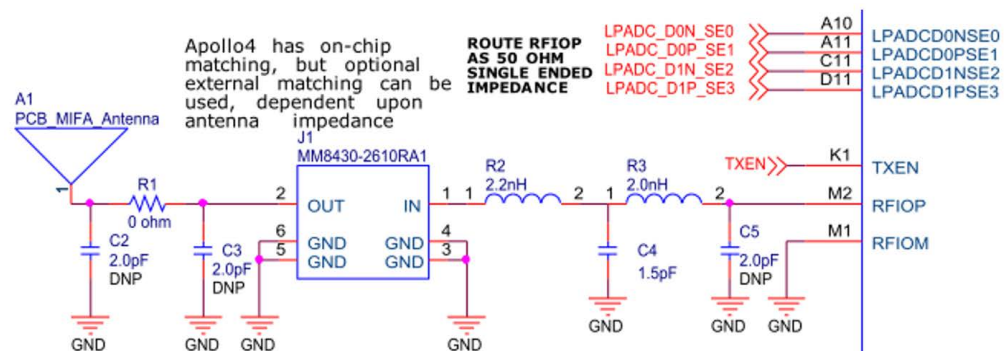 Apollo4 has on-chip
matching, but optional
external matching can be
used, dependent upon
antenna impedance
ROUTE RFIOP
AS 50 OHM
SINGLE ENDED
IMPEDANCE
LPADC_D0N_SE0
LPADC_D0P_SE1
LPADC_D1N_SE2
LPADC_D1P_SE3
A10
A11
C11
D11
LPADCD0NSE0
LPADCD0PSE1
LPADCD1NSE2
LPADCD1PSE3
A1
PCB_MIFA_Antenna
1
R1
0 ohm
C2
2.0pF
DNP
GND
C3
2.0pF
DNP
GND
J1
MM8430-2610RA1
2 OUT IN 1
6 GND GND 4
5 GND GND 3
GND
GND
1 R2 2
2.2nH
1 R3 2
2.0nH
C4
1.5pF
GND
C5
2.0pF
DNP
GND
GND
TXEN K1 TXEN
M2 RFIOP
M1 RFIOM